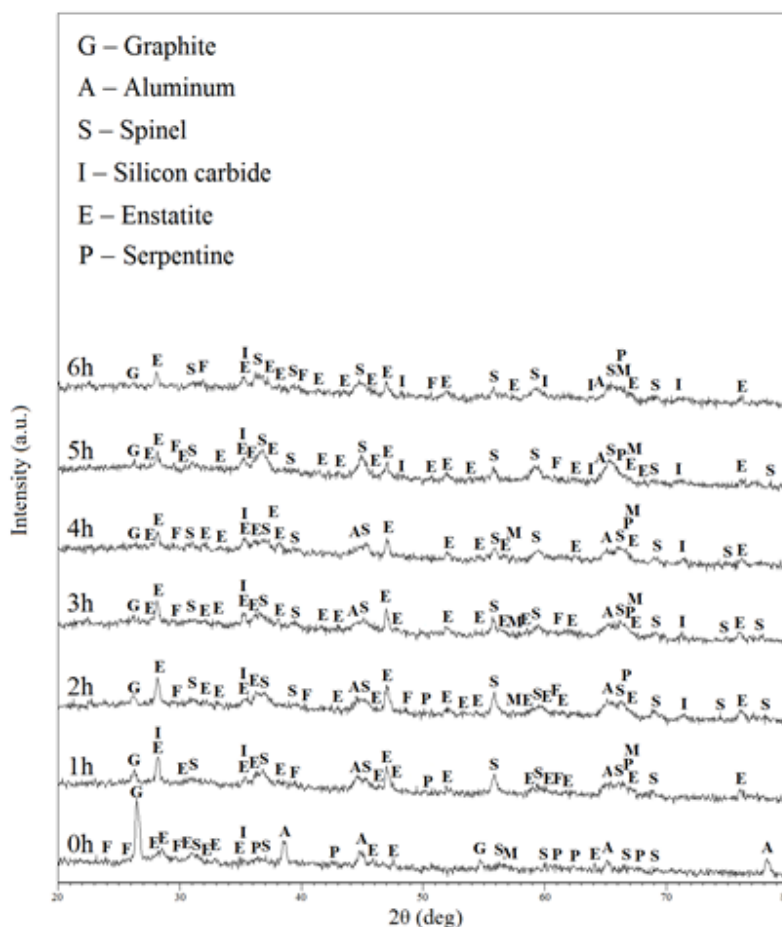 G – Graphite
A – Aluminum
S – Spinel
I – Silicon carbide
E – Enstatite
P – Serpentine
Intensity (a.u.)
6h
I P
G E S F E S E E S F E E S E E I F E S E S I I A S M E S I E
5h
I
G E E F E S E E E S E S E E S E E I E E E S S F E I A S P M E E S I E S
4h
I E M
G E E F S E E E E S E S A S E E E S E M S E A S P E S I E S
3h
I M
G E E F S E E E E S E S E E A S E E E E S E M E S F E A S P E S I S E S
2h
I P
G E F S E E E E S S F E A S E E F P E E E S M E S E E E A S E S I S E S
1h
I I M
G E E S E E S E F A S E E E P E S E S E F E A S P E S E
0h
G I
F F E E F E S E E E P S A P A E E G S M S P P E A S P S A
20 30 40 50 60 70
2θ (deg)